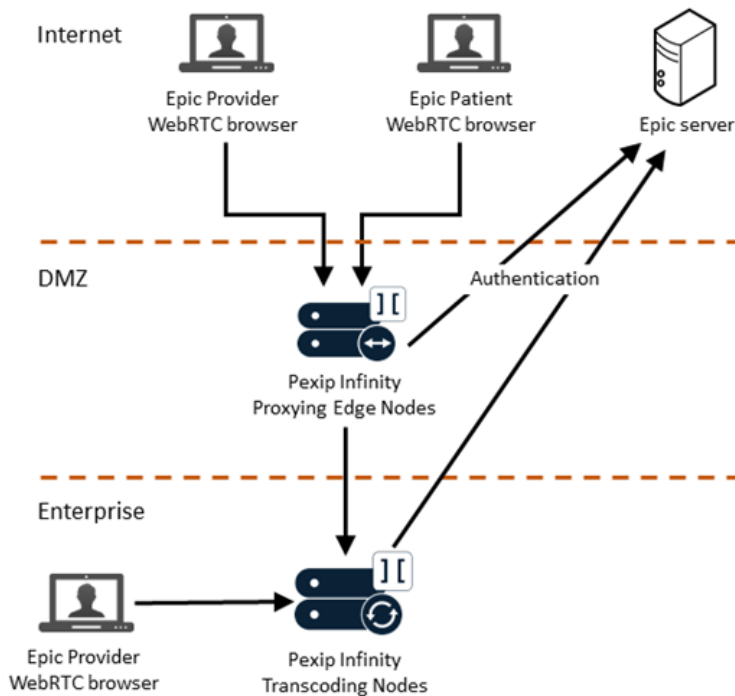 Internet
Epic Provider
WebRTC browser
Epic Patient
WebRTC browser
Epic server
DMZ
Authentication
][
Pexip Infinity
Proxying Edge Nodes
Enterprise
][
Epic Provider
WebRTC browser
Pexip Infinity
Transcoding Nodes